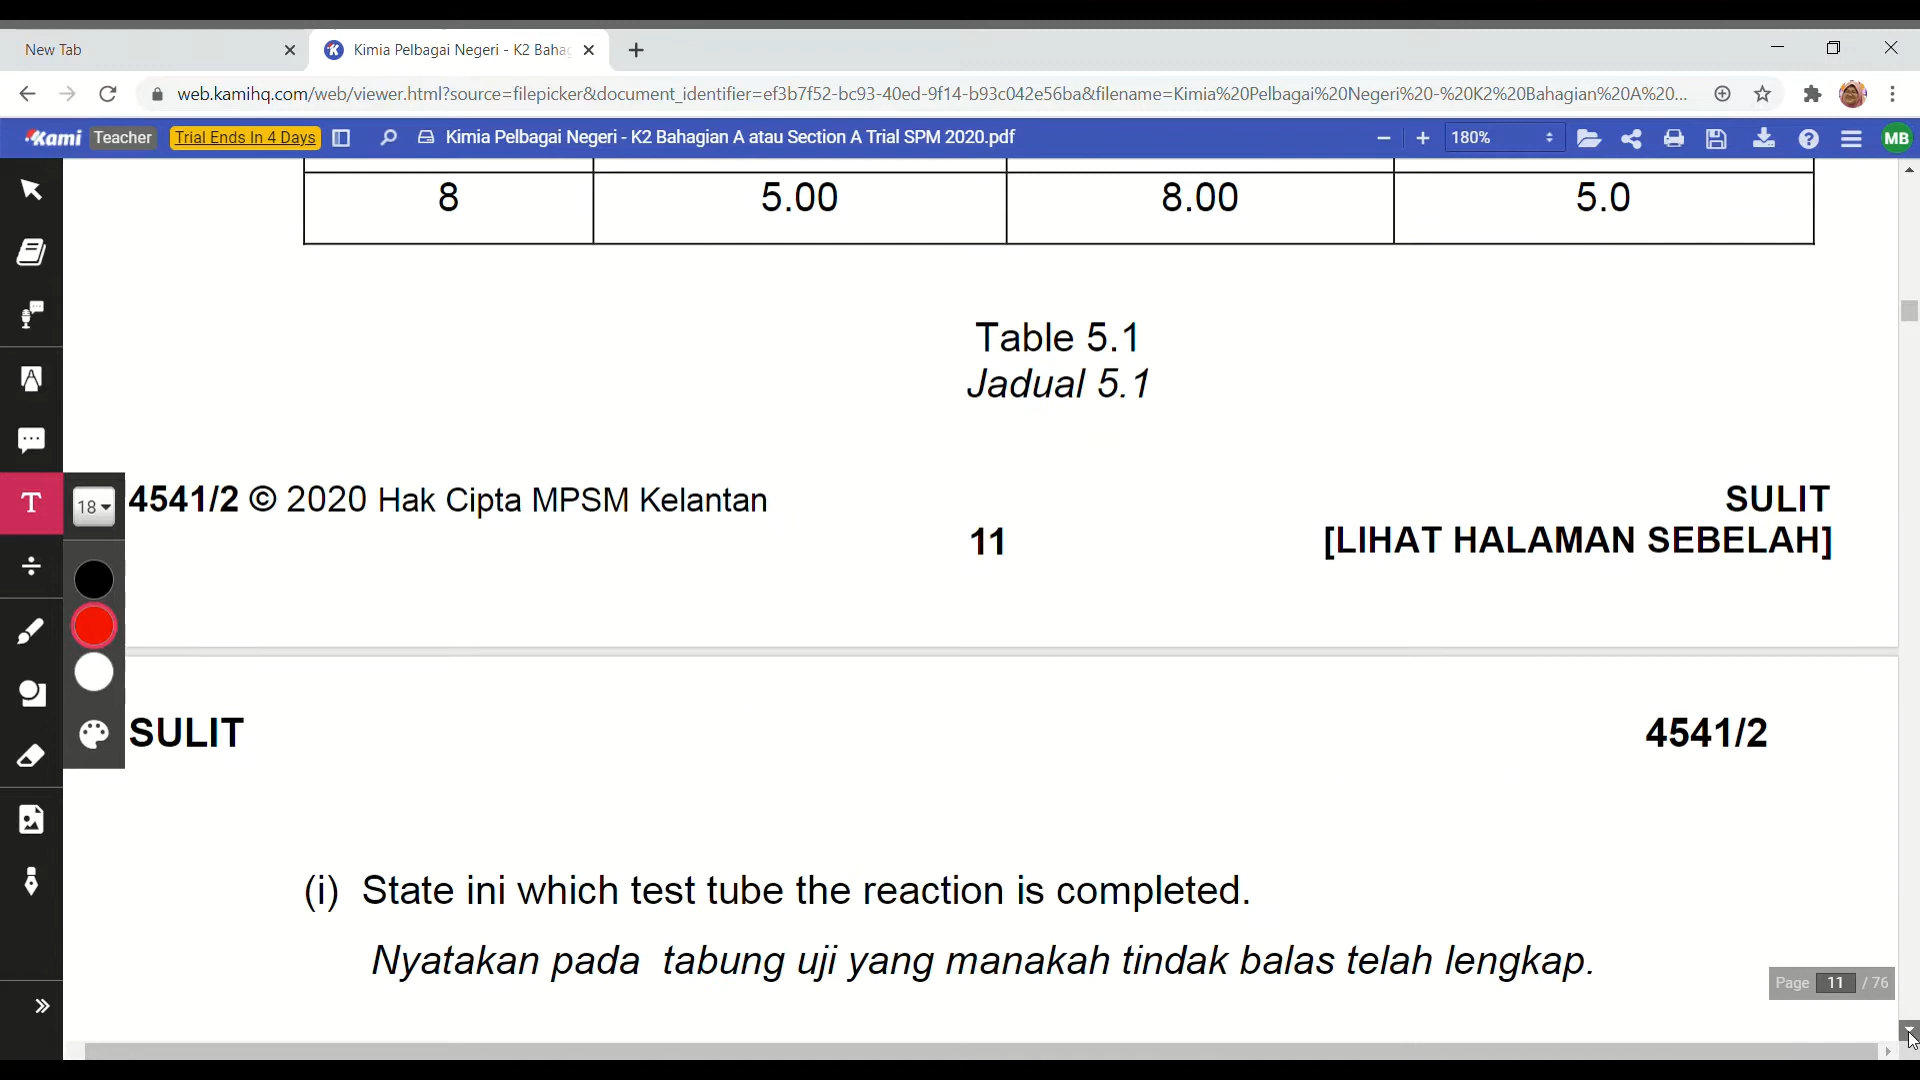 New Tab
Kimia Pelbagai Negeri - K2 Bahag
web.kamihq.com/web/viewer.html?source=filepicker&document_identifier=ef3b7f52-bc93-40ed-9f14-b93c042e56ba&filename=Kimia%20Pelbagai%20Negeri%20-%20K2%20Bahagian%20A%20...
Kami Teacher Trial Ends In 4 Days Kimia Pelbagai Negeri - K2 Bahagian A atau Section A Trial SPM 2020.pdf 180% MB
8 5.00 8.00 5.0
Table 5.1
Jadual 5.1
T 18
4541/2 © 2020 Hak Cipta MPSM Kelantan SULIT
11 [LIHAT HALAMAN SEBELAH]
SULIT 4541/2
(i) State ini which test tube the reaction is completed.
Nyatakan pada tabung uji yang manakah tindak balas telah lengkap.
Page 11 / 76